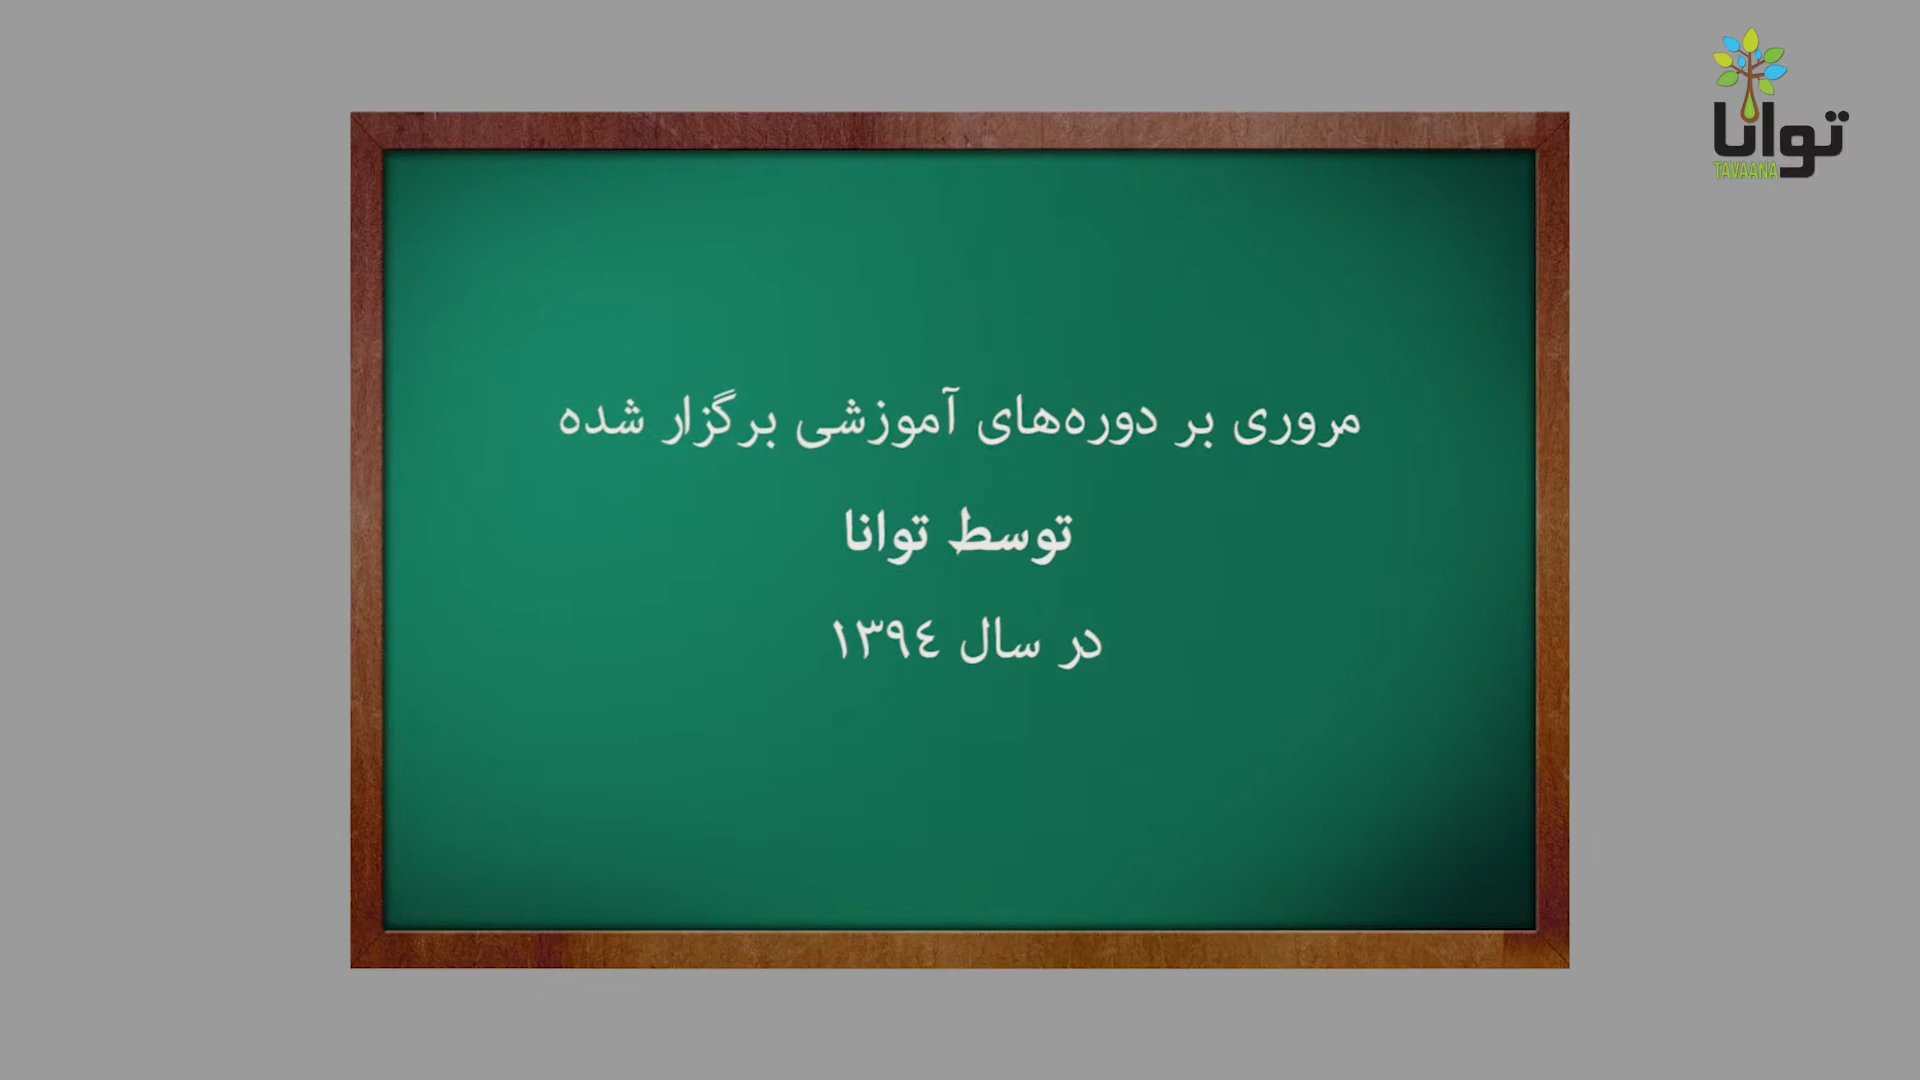 توانا
TAVAANA
مروری بر دوره‌های آموزشی برگزار شده
توسط توانا
در سال ۱۳۹٤